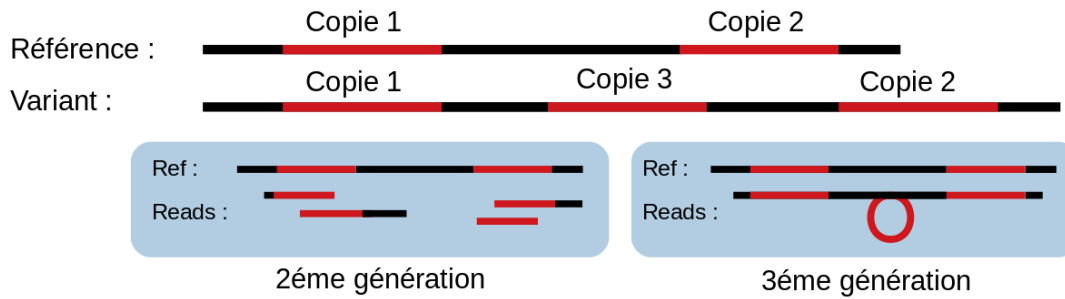 Copie 1 Copie 2
Référence :
Copie 1 Copie 3 Copie 2
Variant :
Ref :
Reads :
2éme génération
Ref :
Reads :
3éme génération